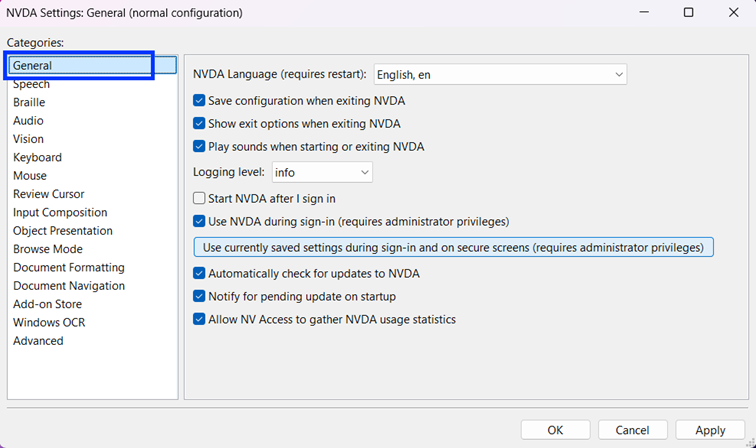 NVDA Settings: General (normal configuration)
Categories:
General
Speech
Braille
Audio
Vision
Keyboard
Mouse
Review Cursor
Input Composition
Object Presentation
Browse Mode
Document Formatting
Document Navigation
Add-on Store
Windows OCR
Advanced
NVDA Language (requires restart): English, en
Save configuration when exiting NVDA
Show exit options when exiting NVDA
Play sounds when starting or exiting NVDA
Logging level: info
Start NVDA after I sign in
Use NVDA during sign-in (requires administrator privileges)
Use currently saved settings during sign-in and on secure screens (requires administrator privileges)
Automatically check for updates to NVDA
Notify for pending update on startup
Allow NV Access to gather NVDA usage statistics
OK Cancel Apply